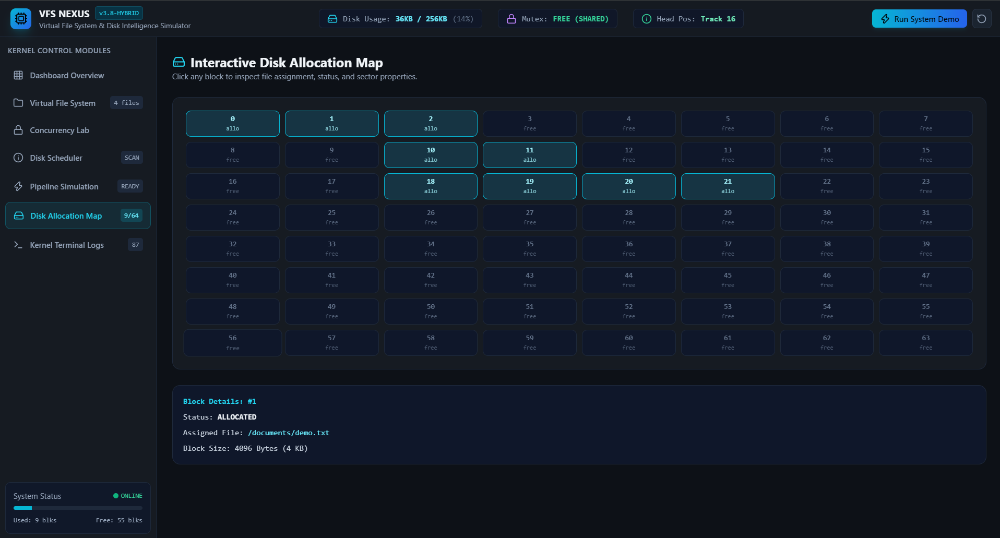 VFS NEXUS v3.8-HYBRID
Virtual File System & Disk Intelligence Simulator
Disk Usage: 36KB / 256KB (14%)
Mutex: FREE (SHARED)
Head Pos: Track 16
Run System Demo
KERNEL CONTROL MODULES
Dashboard Overview
Virtual File System 4 files
Concurrency Lab
Disk Scheduler SCAN
Pipeline Simulation READY
Disk Allocation Map 9/64
Kernel Terminal Logs 87
System Status ONLINE
Used: 9 blks Free: 55 blks
Interactive Disk Allocation Map
Click any block to inspect file assignment, status, and sector properties.
0 1 2 3 4 5 6 7
allo allo allo free free free free free
8 9 10 11 12 13 14 15
free free allo allo free free free free
16 17 18 19 20 21 22 23
free free allo allo allo allo free free
24 25 26 27 28 29 30 31
free free free free free free free free
32 33 34 35 36 37 38 39
free free free free free free free free
40 41 42 43 44 45 46 47
free free free free free free free free
48 49 50 51 52 53 54 55
free free free free free free free free
56 57 58 59 60 61 62 63
free free free free free free free free
Block Details: #1
Status: ALLOCATED
Assigned File: /documents/demo.txt
Block Size: 4096 Bytes (4 KB)